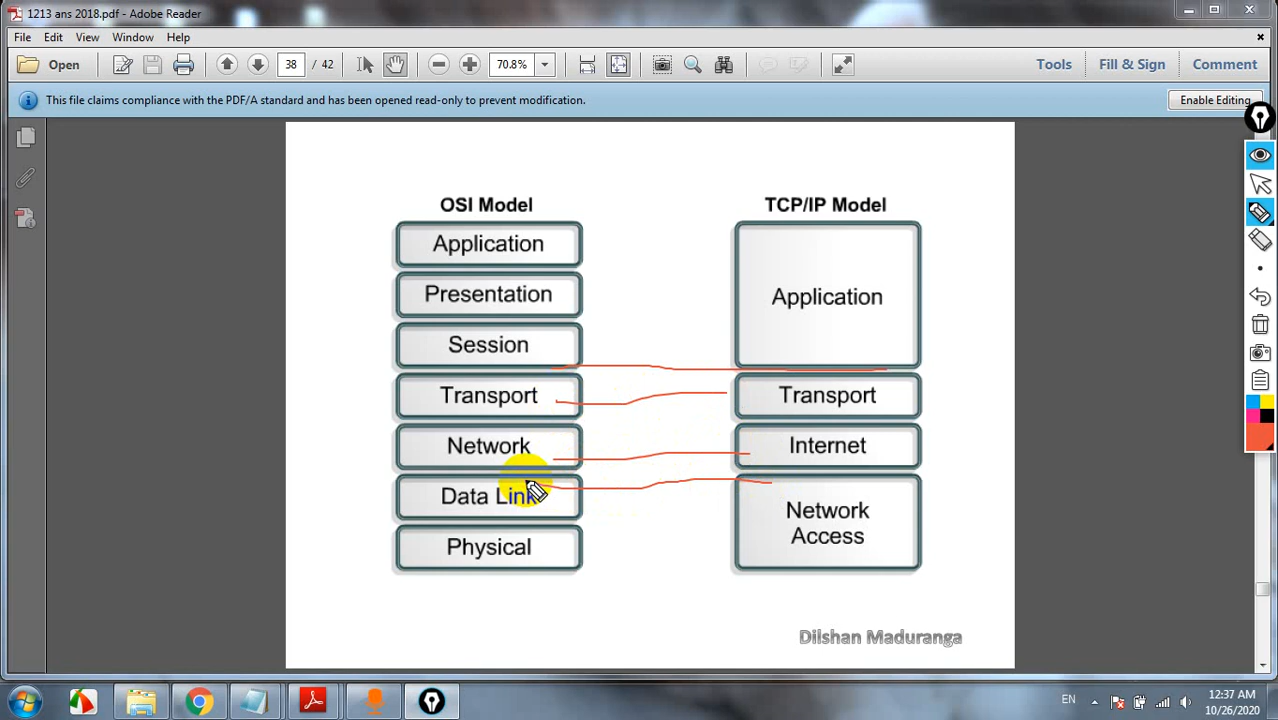 1213 ans 2018.pdf - Adobe Reader
File Edit View Window Help
Open 38 / 42 70.8% Tools Fill & Sign Comment
This file claims compliance with the PDF/A standard and has been opened read-only to prevent modification. Enable Editing
OSI Model TCP/IP Model
Application
Presentation Application
Session
Transport Transport
Network Internet
Data Link Network
Access
Physical
Dilshan Maduranga
EN 12:37 AM
10/26/2020